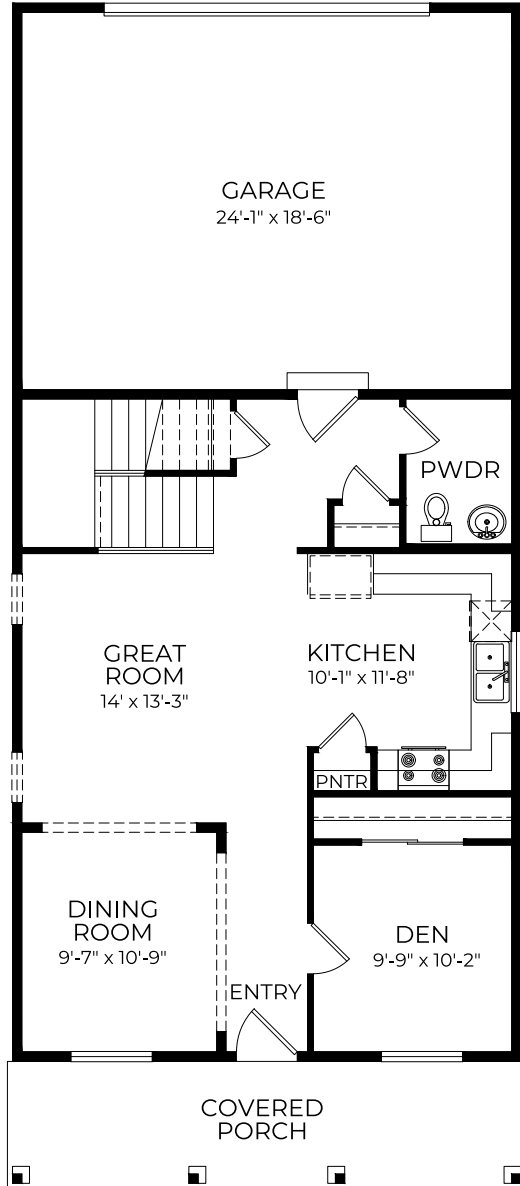 GARAGE
24'-1" x 18'-6"
PWDR
GREAT
ROOM
14' x 13'-3"
KITCHEN
10'-1" x 11'-8"
PNTR
DINING
ROOM
9'-7" x 10'-9"
DEN
9'-9" x 10'-2"
ENTRY
COVERED
PORCH